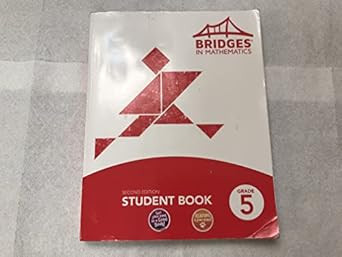 BRIDGES®
IN MATHEMATICS
SECOND EDITION
STUDENT BOOK
GRADE
5